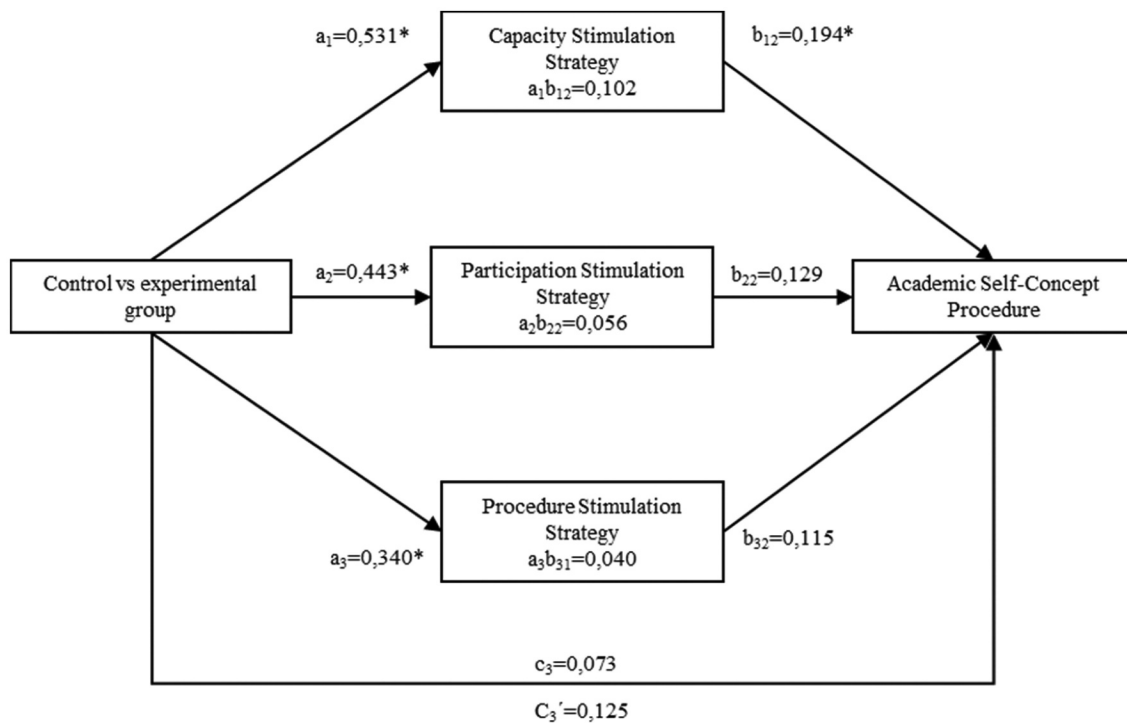 a₁=0,531*
Capacity Stimulation
Strategy
a₁b₁₂=0,102
b₁₂=0,194*
Control vs experimental
group
a₂=0,443*
Participation Stimulation
Strategy
a₂b₂₂=0,056
b₂₂=0,129
Academic Self-Concept
Procedure
a₃=0,340*
Procedure Stimulation
Strategy
a₃b₃₁=0,040
b₃₂=0,115
c₃=0,073
C₃´=0,125